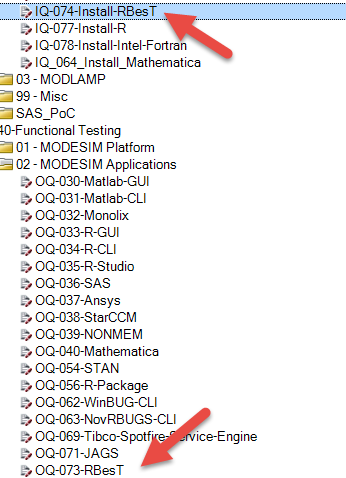 IQ-074-Install-RBesT
IQ-077-Install-R
IQ-078-Install-Intel-Fortran
IQ_064_Install_Mathematica
03 - MODLAMP
99 - Misc
SAS_PoC
40-Functional Testing
01 - MODESIM Platform
02 - MODESIM Applications
OQ-030-Matlab-GUI
OQ-031-Matlab-CLI
OQ-032-Monolix
OQ-033-R-GUI
OQ-034-R-CLI
OQ-035-R-Studio
OQ-036-SAS
OQ-037-Ansys
OQ-038-StarCCM
OQ-039-NONMEM
OQ-040-Mathematica
OQ-054-STAN
OQ-056-R-Package
OQ-062-WinBUG-CLI
OQ-063-NovRBUGS-CLI
OQ-069-Tibco-Spotfire-Service-Engine
OQ-071-JAGS
OQ-073-RBesT